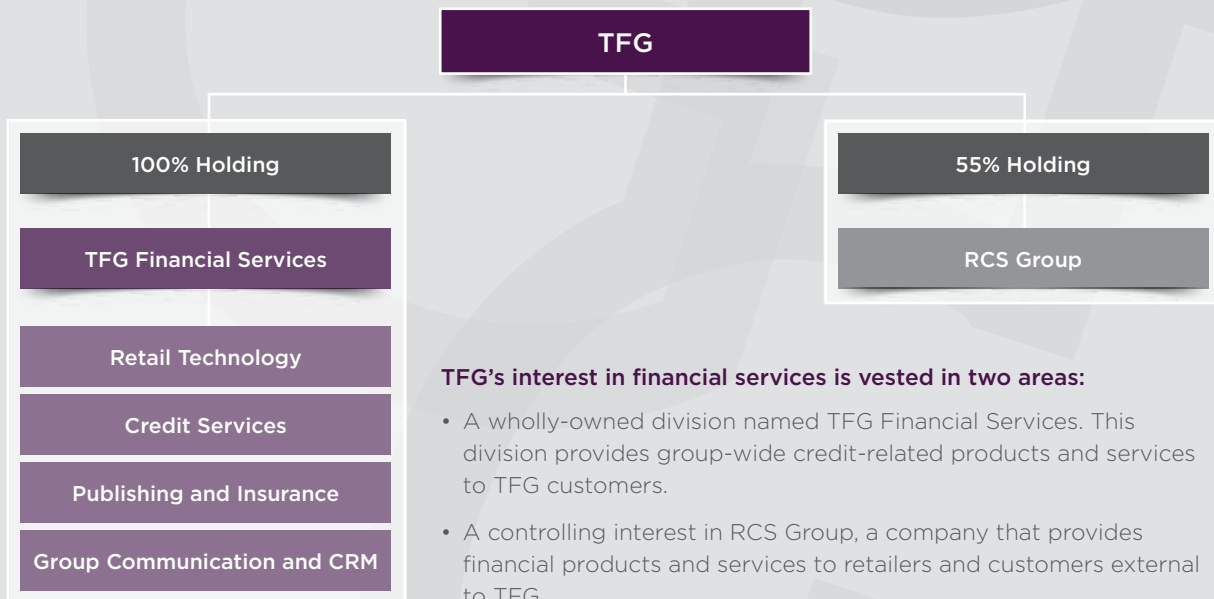 TFG
100% Holding
55% Holding
TFG Financial Services
RCS Group
Retail Technology
Credit Services
Publishing and Insurance
Group Communication and CRM
TFG’s interest in financial services is vested in two areas:
• A wholly-owned division named TFG Financial Services. This
division provides group-wide credit-related products and services
to TFG customers.
• A controlling interest in RCS Group, a company that provides
financial products and services to retailers and customers external
to TFG.